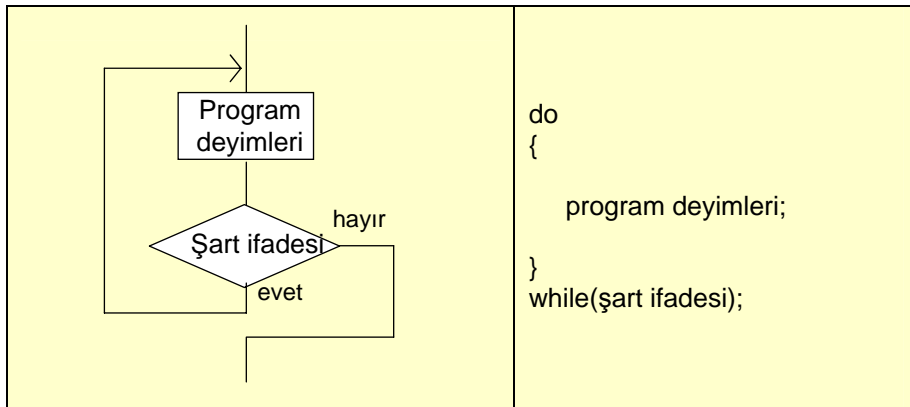 Program
deyimleri
Şart ifadesi
hayır
evet
do
{
program deyimleri;
}
while(şart ifadesi);